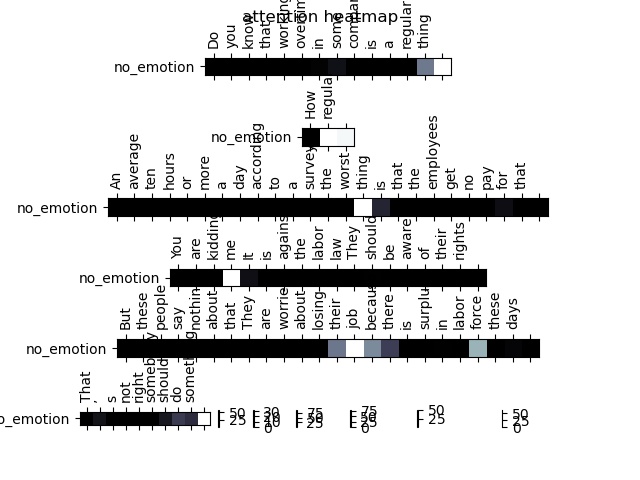 attention heatmap
Do you know that working overtime in some companies is a regular thing
no_emotion
How regular
no_emotion
An average ten hours or more a day according to a survey the worst thing is that the employees get no pay for that
no_emotion
You are kidding me It is against the labor law They should be aware of their rights
no_emotion
But these people say nothing about that They are worried about losing their job because there is surplus in labor force these days
no_emotion
That , s not right somebody should do something
o_emotion
50 25
30 20 10 0
75 50 25
75 50 25 0
50 25
50 25 0